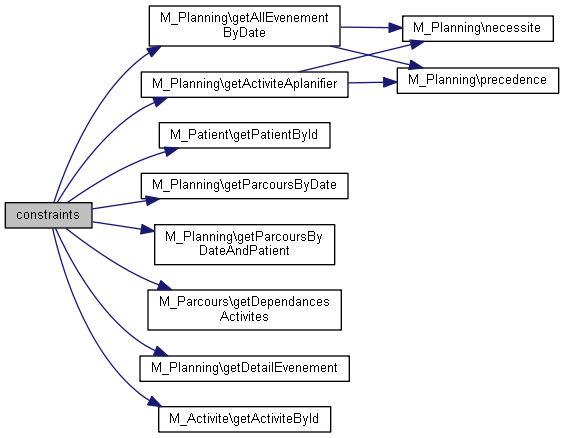 M_Planning\getAllEvenement
ByDate
M_Planning\necessite
M_Planning\getActiviteAplanifier
M_Planning\precedence
M_Patient\getPatientById
M_Planning\getParcoursByDate
constraints
M_Planning\getParcoursBy
DateAndPatient
M_Parcours\getDependances
Activites
M_Planning\getDetailEvenement
M_Activite\getActiviteById